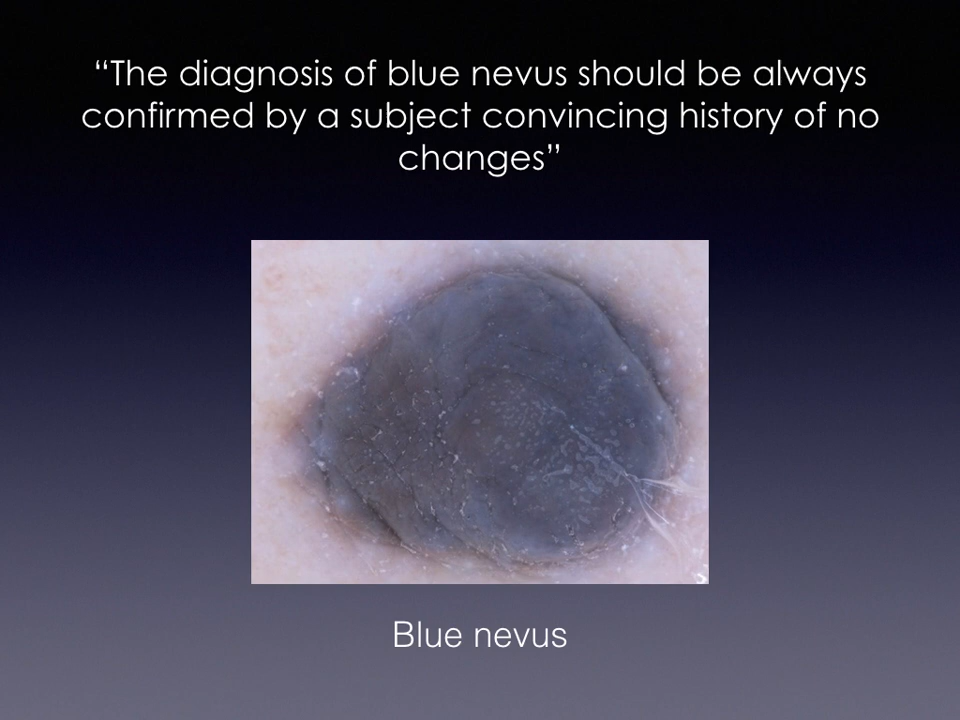 “The diagnosis of blue nevus should be always
confirmed by a subject convincing history of no
changes”
Blue nevus